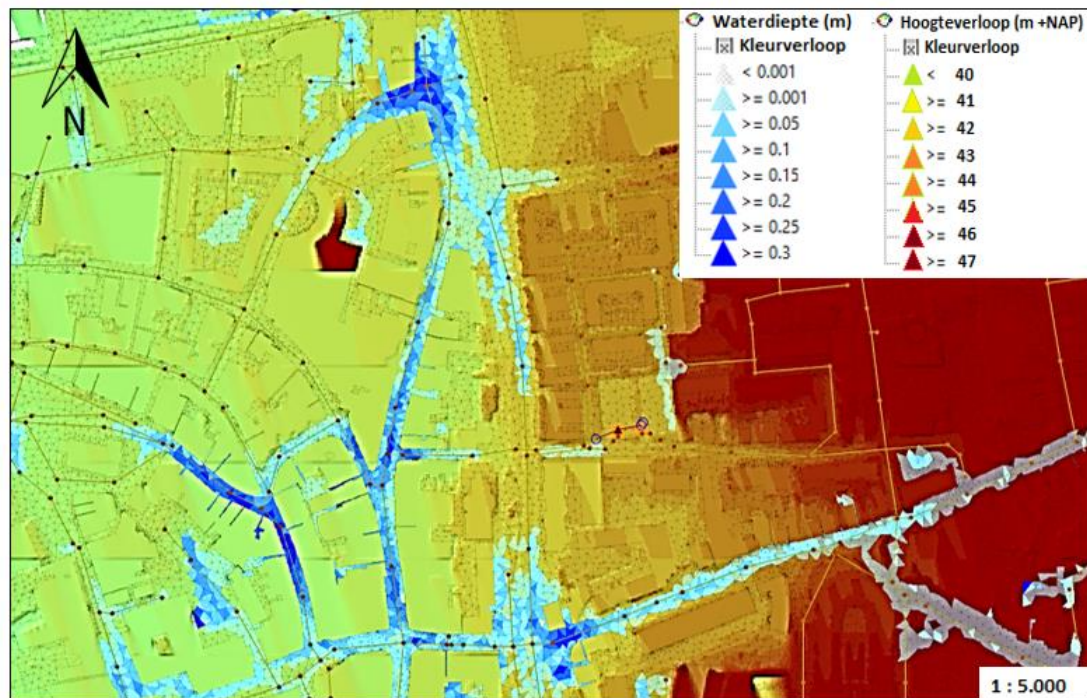 N
Waterdiepte (m)
Kleurverloop
< 0.001
>= 0.001
>= 0.05
>= 0.1
>= 0.15
>= 0.2
>= 0.25
>= 0.3
Hoogteverloop (m +NAP)
Kleurverloop
< 40
>= 41
>= 42
>= 43
>= 44
>= 45
>= 46
>= 47
1 : 5.000